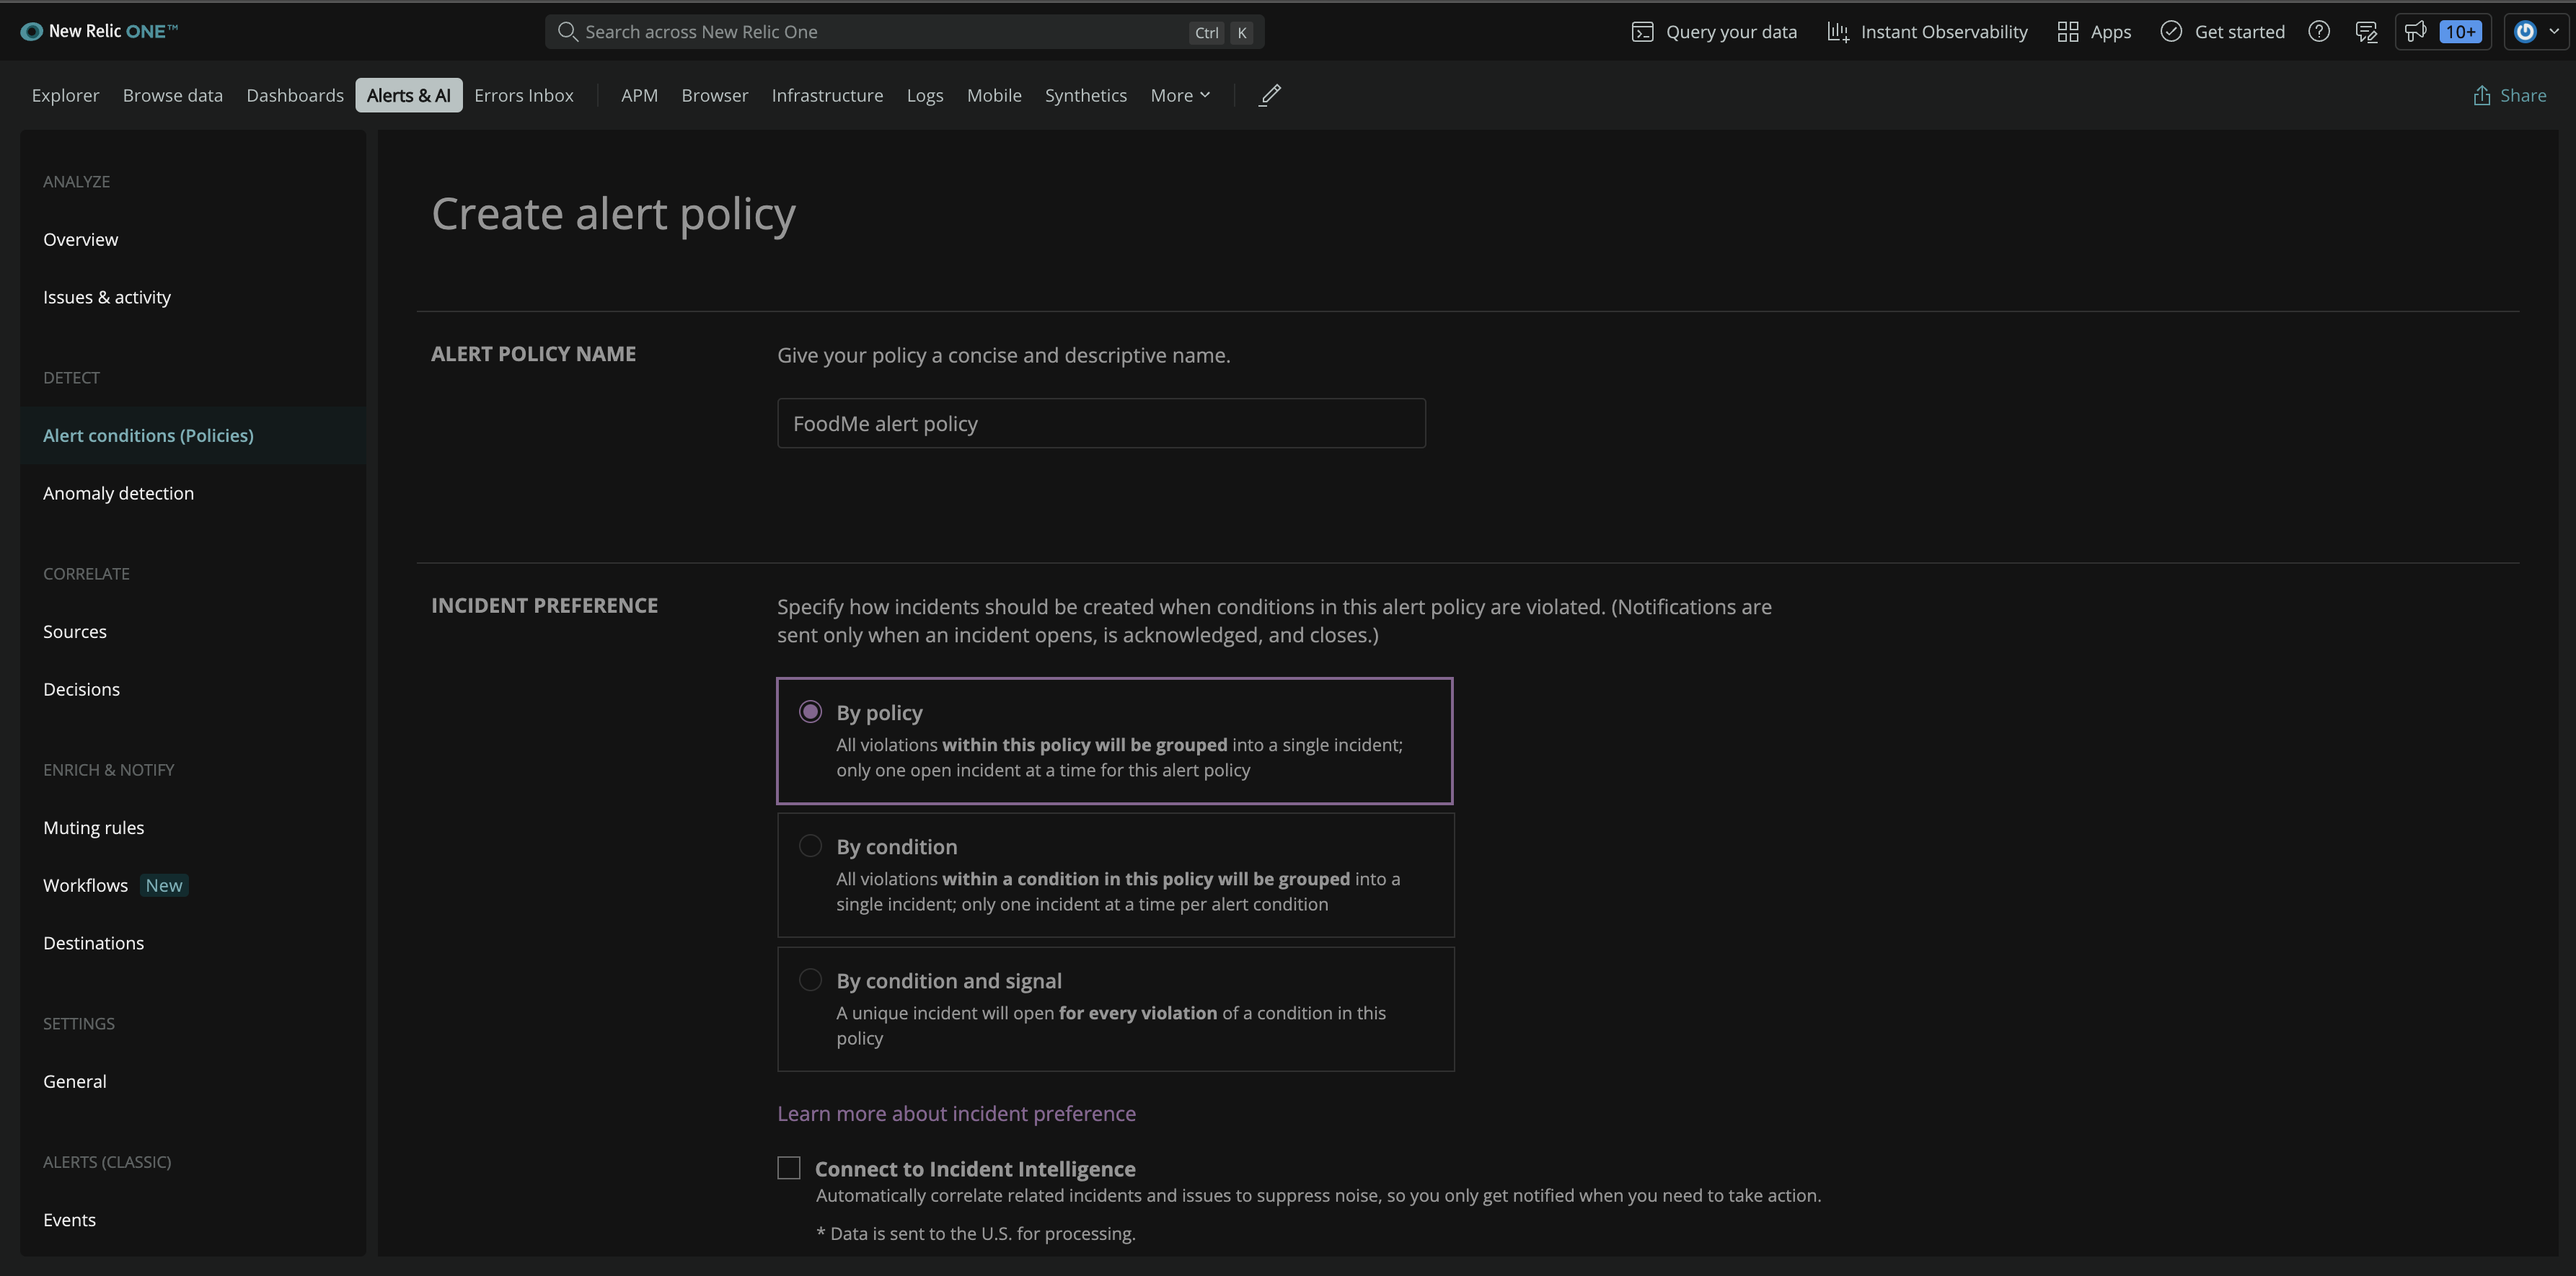 New Relic ONE™
Search across New Relic One
Ctrl K
Query your data
Instant Observability
Apps
Get started
10+
Explorer
Browse data
Dashboards
Alerts & AI
Errors Inbox
APM
Browser
Infrastructure
Logs
Mobile
Synthetics
More
Share
ANALYZE
Overview
Issues & activity
DETECT
Alert conditions (Policies)
Anomaly detection
CORRELATE
Sources
Decisions
ENRICH & NOTIFY
Muting rules
Workflows New
Destinations
SETTINGS
General
ALERTS (CLASSIC)
Events
Create alert policy
ALERT POLICY NAME
Give your policy a concise and descriptive name.
FoodMe alert policy
INCIDENT PREFERENCE
Specify how incidents should be created when conditions in this alert policy are violated. (Notifications are
sent only when an incident opens, is acknowledged, and closes.)
By policy
All violations within this policy will be grouped into a single incident;
only one open incident at a time for this alert policy
By condition
All violations within a condition in this policy will be grouped into a
single incident; only one incident at a time per alert condition
By condition and signal
A unique incident will open for every violation of a condition in this
policy
Learn more about incident preference
Connect to Incident Intelligence
Automatically correlate related incidents and issues to suppress noise, so you only get notified when you need to take action.
* Data is sent to the U.S. for processing.